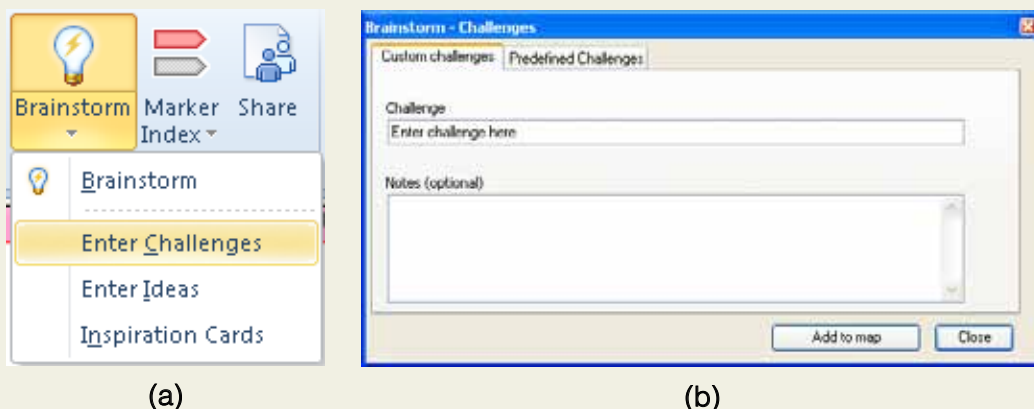 Brainstorm
Marker
Index
Share
Brainstorm
Enter Challenges
Enter Ideas
Inspiration Cards
(a)
Brainstorm - Challenges
Custom challenges Predefined Challenges
Challenge
Enter challenge here
Notes (optional)
Add to map Close
(b)